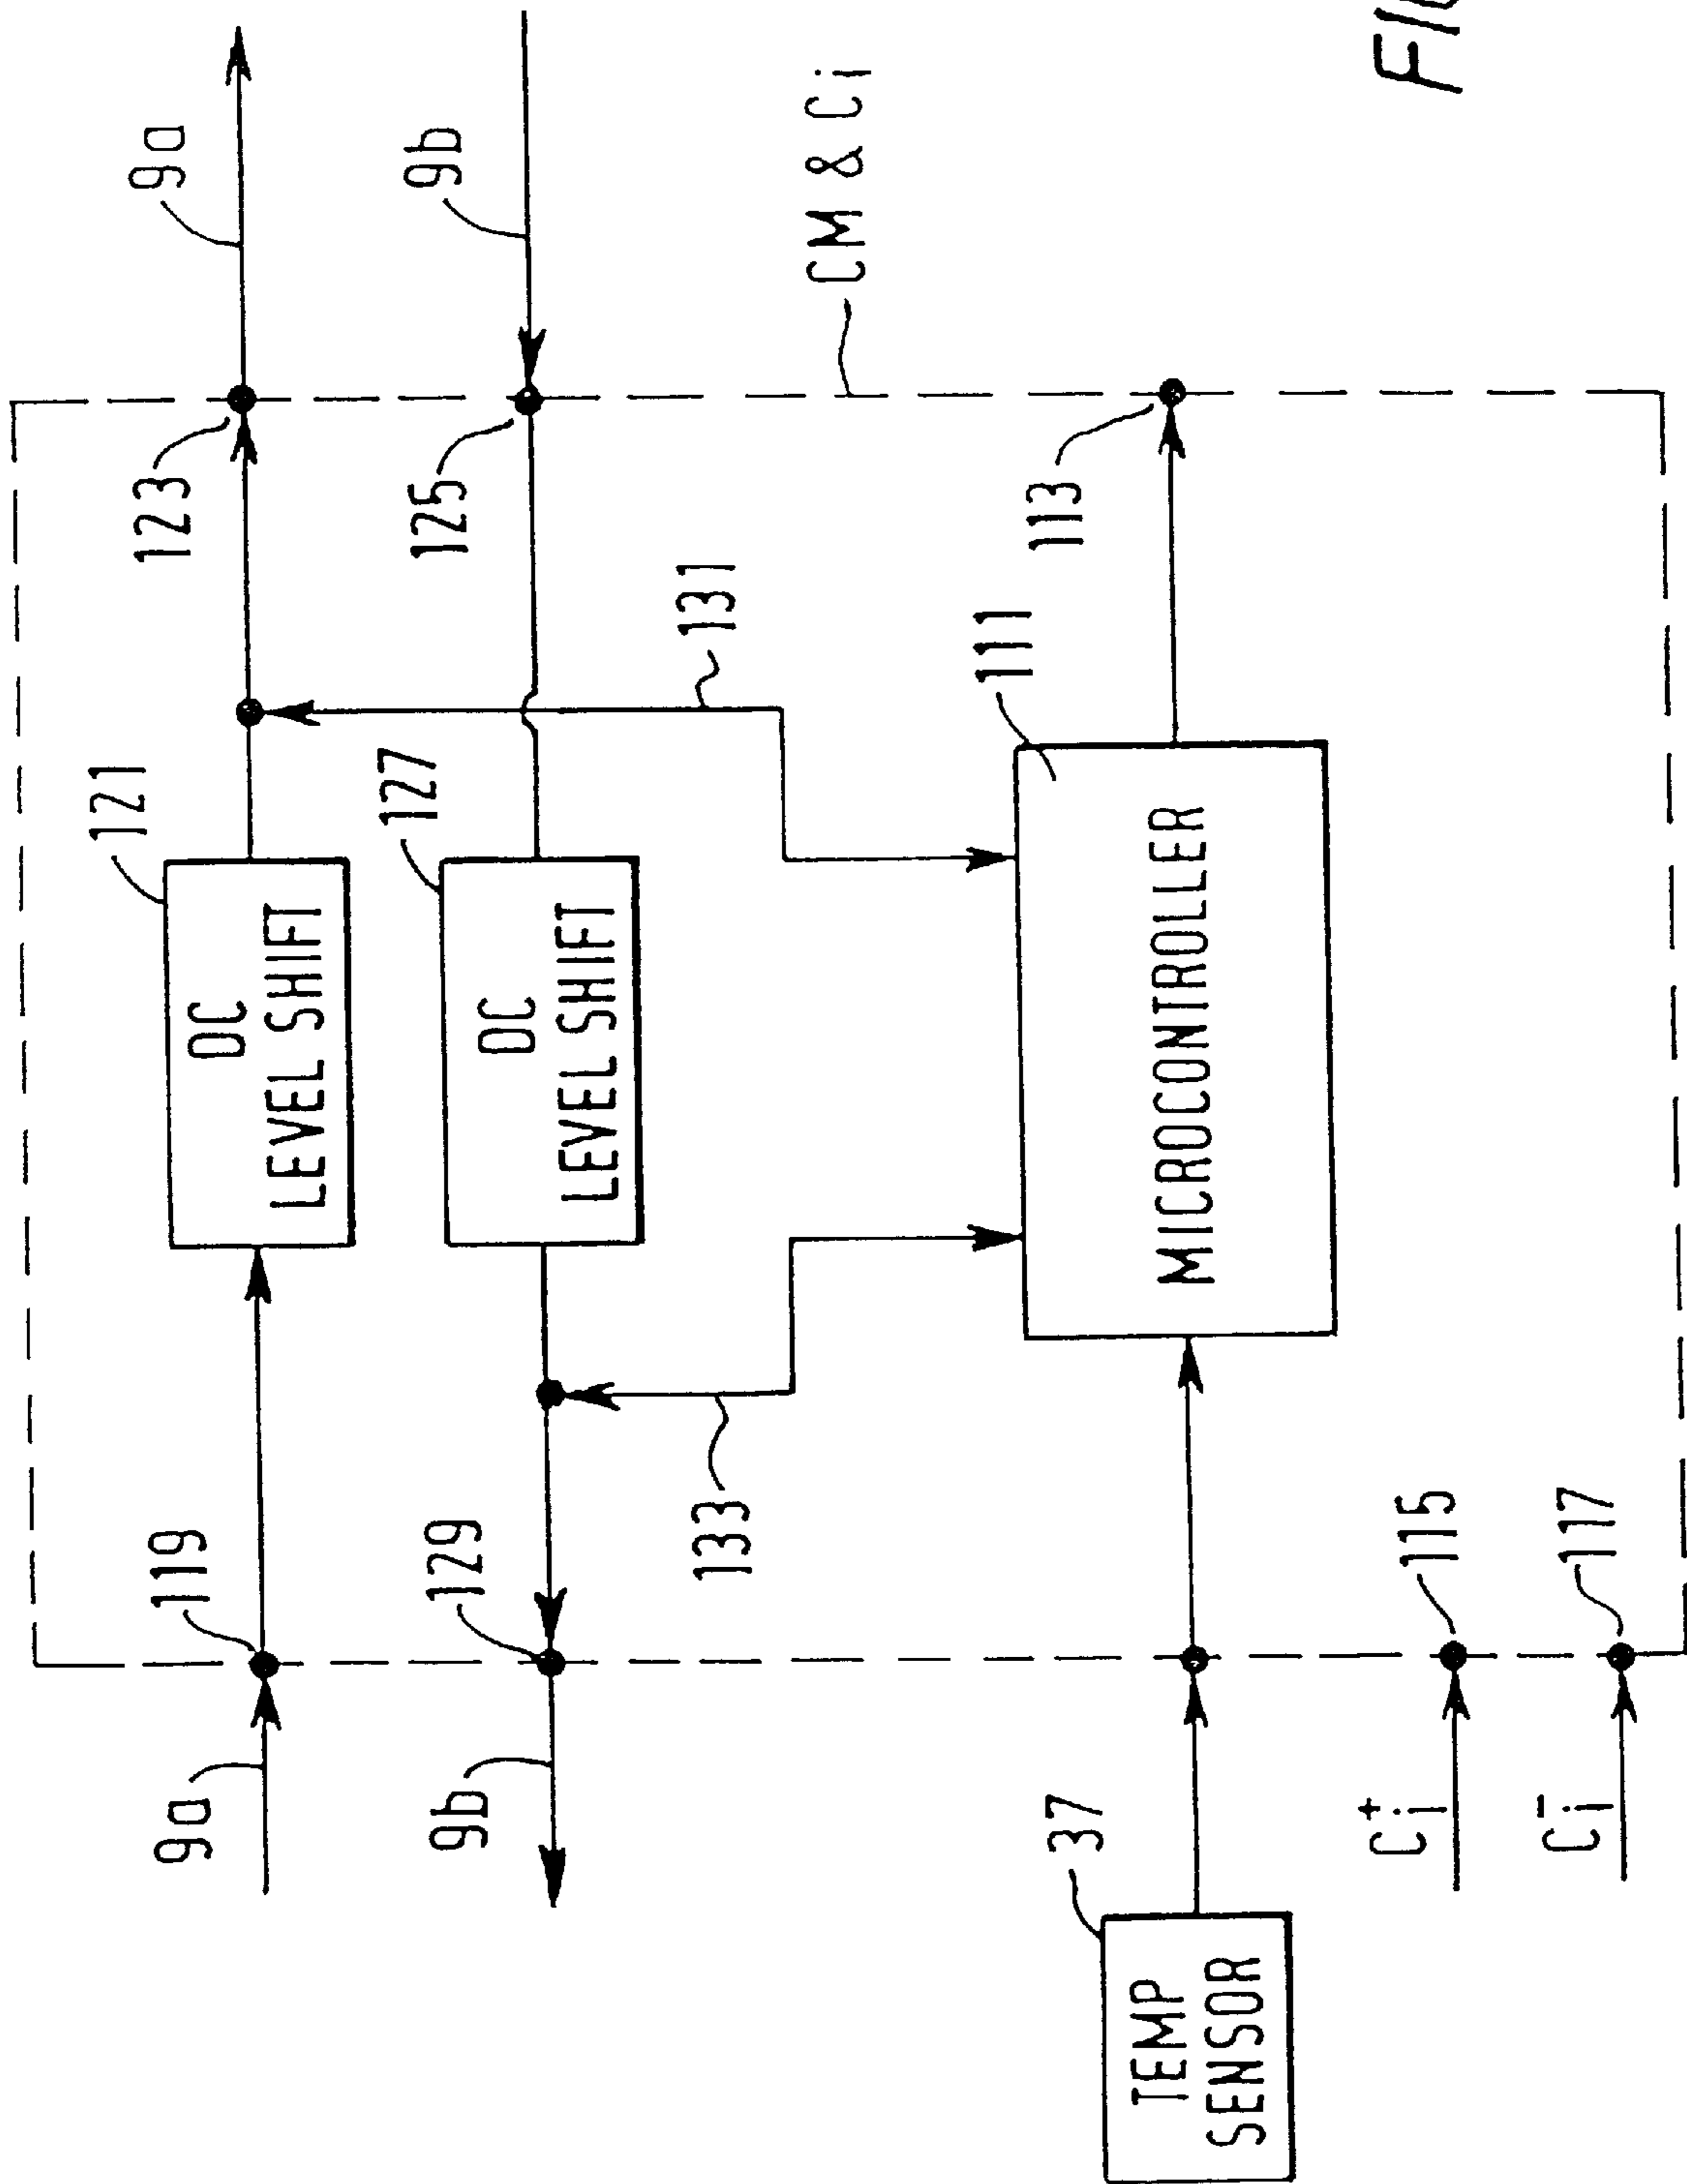 9a
119
121
123
9a
DC
LEVEL SHIFT
9b
129
127
125
9b
DC
LEVEL SHIFT
133
131
CM & Ci
37
TEMP
SENSOR
111
MICROCONTROLLER
113
Ci+
115
Ci-
117